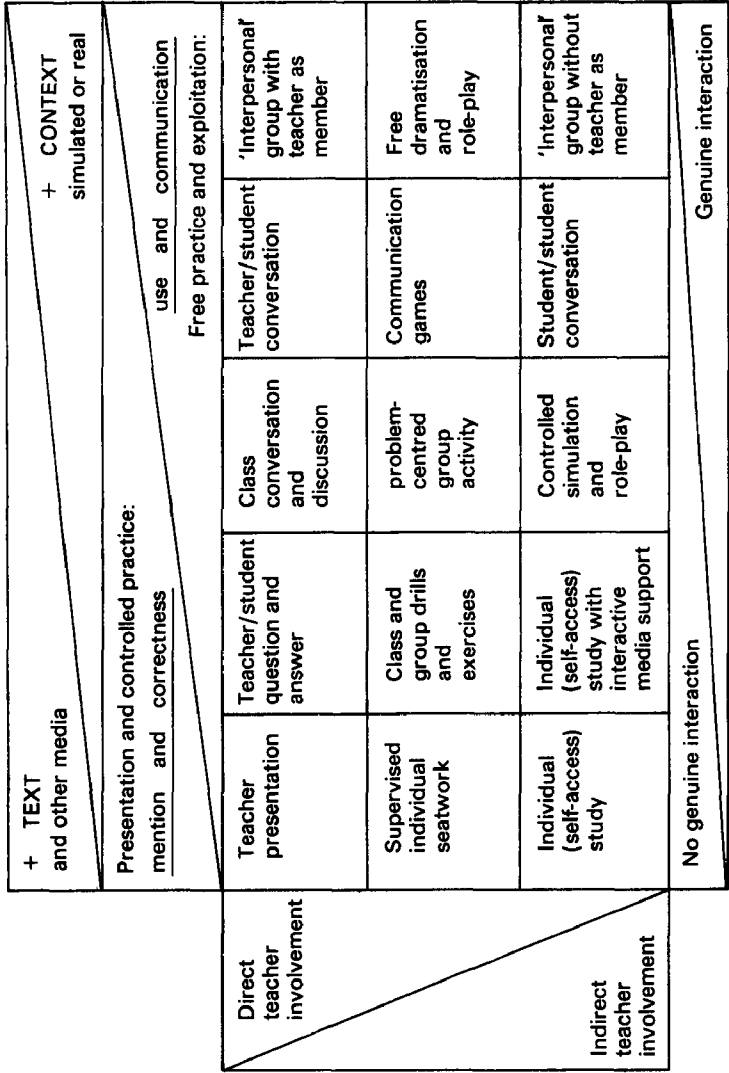 + TEXT
and other media
+ CONTEXT
simulated or real
Presentation and controlled practice:
mention and correctness
use and communication
Free practice and exploitation:
Direct
teacher
involvement
Teacher
presentation
Teacher/student
question and
answer
Class
conversation
and
discussion
Teacher/student
conversation
'Interpersonal'
group with
teacher as
member
Supervised
individual
seatwork
Class and
group drills
and
exercises
problem-
centred
group
activity
Communication
games
Free
dramatisation
and
role-play
Indirect
teacher
involvement
Individual
(self-access)
study
Individual
(self-access)
study with
interactive
media support
Controlled
simulation
and
role-play
Student/student
conversation
'Interpersonal'
group without
teacher as
member
No genuine interaction
Genuine interaction